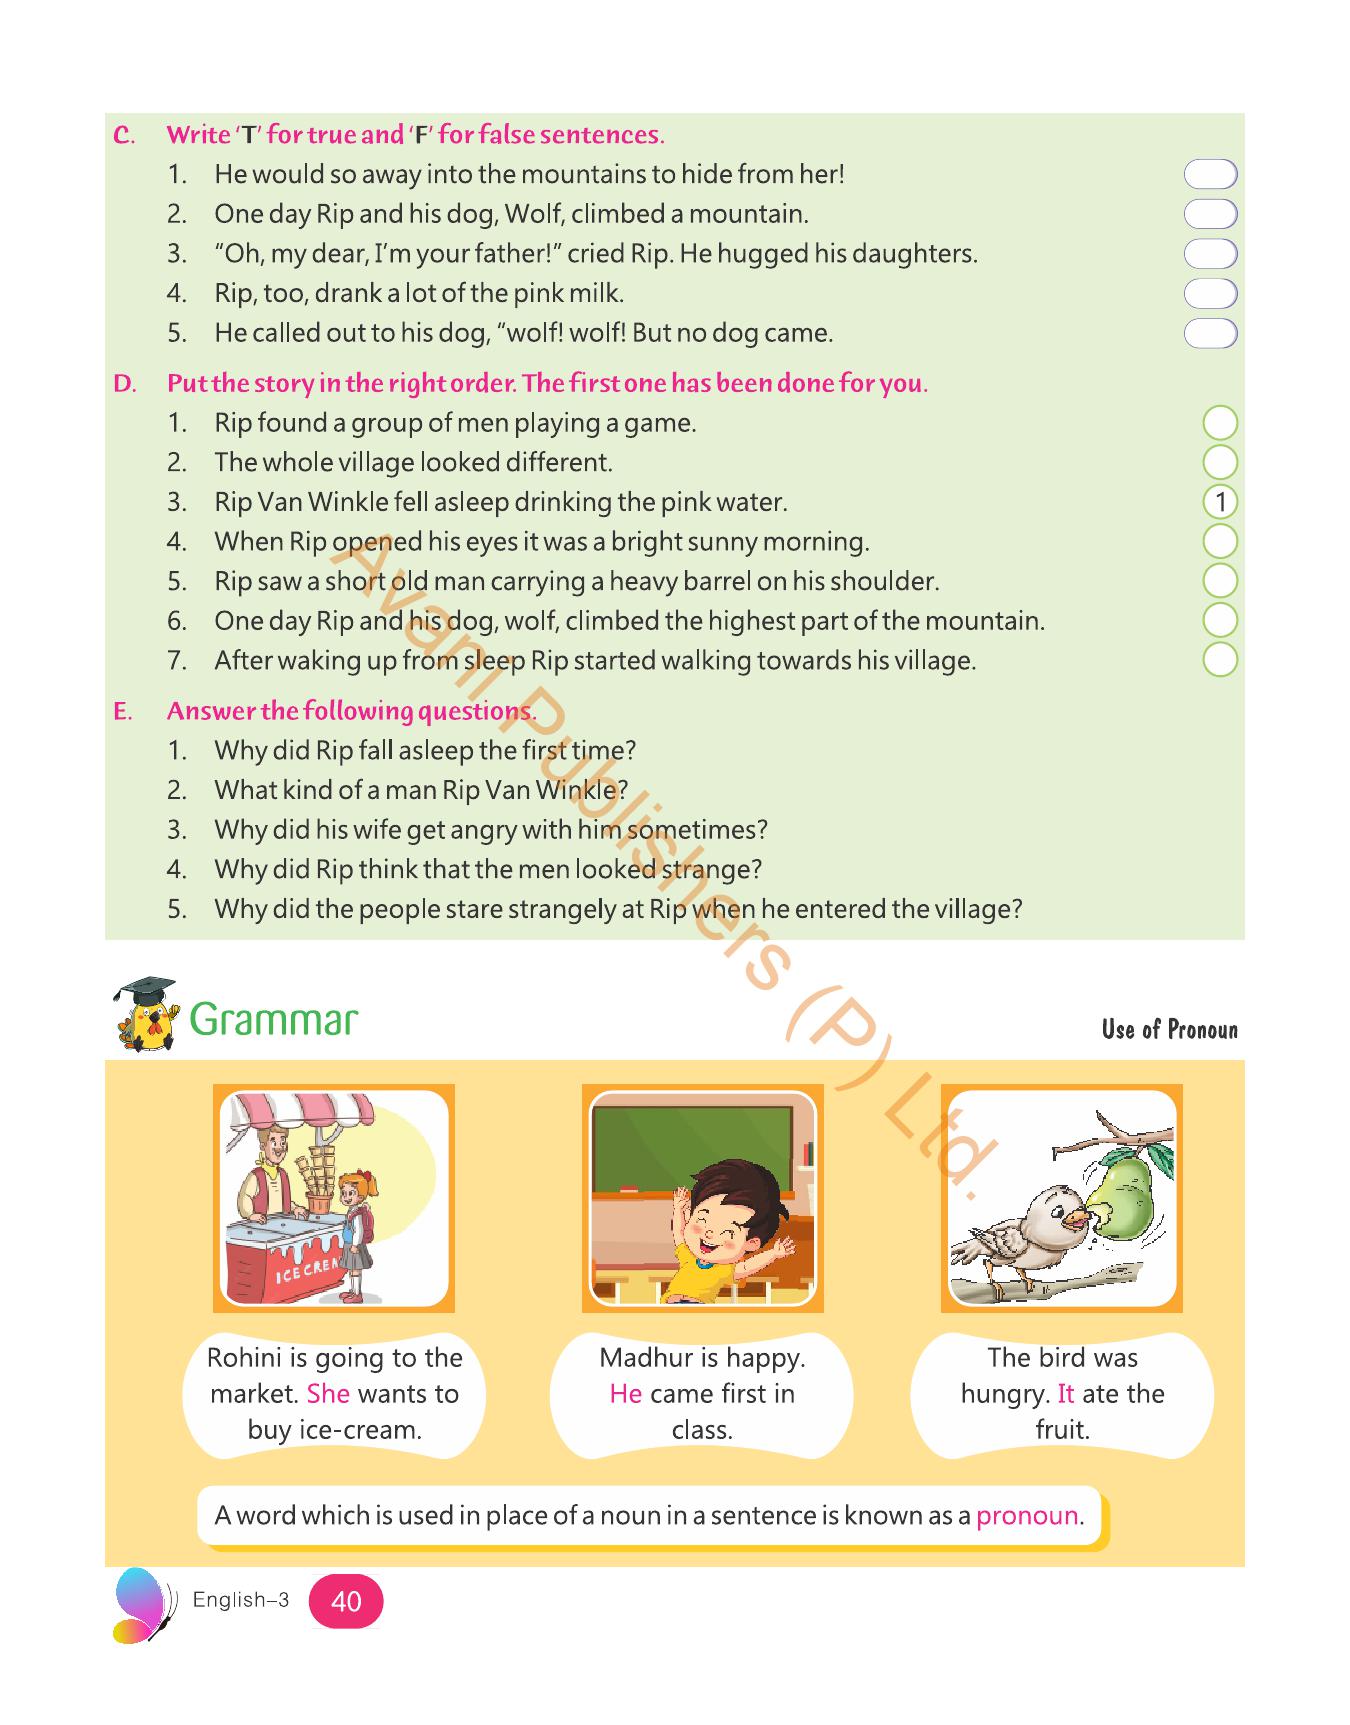 C. Write 'T' for true and 'F' for false sentences.
1. He would so away into the mountains to hide from her!
2. One day Rip and his dog, Wolf, climbed a mountain.
3. “Oh, my dear, I’m your father!” cried Rip. He hugged his daughters.
4. Rip, too, drank a lot of the pink milk.
5. He called out to his dog, “wolf! wolf! But no dog came.
D. Put the story in the right order. The first one has been done for you.
1. Rip found a group of men playing a game.
2. The whole village looked different.
3. Rip Van Winkle fell asleep drinking the pink water. 1
4. When Rip opened his eyes it was a bright sunny morning.
5. Rip saw a short old man carrying a heavy barrel on his shoulder.
6. One day Rip and his dog, wolf, climbed the highest part of the mountain.
7. After waking up from sleep Rip started walking towards his village.
E. Answer the following questions.
1. Why did Rip fall asleep the first time?
2. What kind of a man Rip Van Winkle?
3. Why did his wife get angry with him sometimes?
4. Why did Rip think that the men looked strange?
5. Why did the people stare strangely at Rip when he entered the village?
Avani Publishers (P) Ltd.
Grammar
Use of Pronoun
ICE CREA
Rohini is going to the
market. She wants to
buy ice-cream.
Madhur is happy.
He came first in
class.
The bird was
hungry. It ate the
fruit.
A word which is used in place of a noun in a sentence is known as a pronoun.
English–3 40